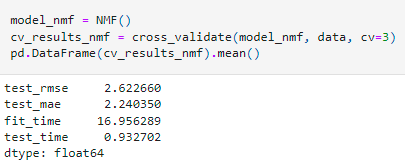 model_nmf = NMF()
cv_results_nmf = cross_validate(model_nmf, data, cv=3)
pd.DataFrame(cv_results_nmf).mean()
test_rmse     2.622660
test_mae      2.240350
fit_time     16.956289
test_time     0.932702
dtype: float64